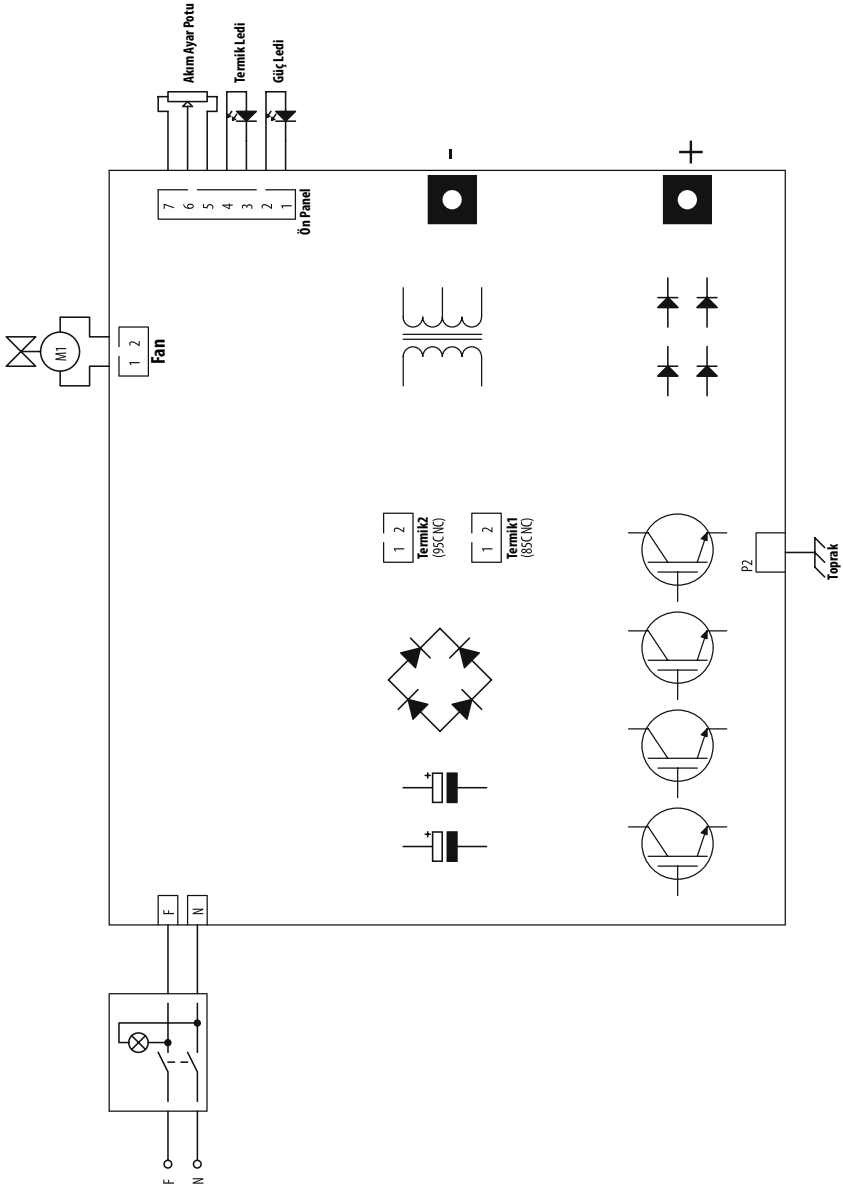 Akım Ayar Potu
Termik Ledi
Güç Ledi
-
+
7
6
5
4
3
2
1
Ön Panel
M1
1 2
Fan
1 2
Termik2
(95C NC)
1 2
Termik1
(85C NC)
P2
Toprak
+
+
F
N
F
N